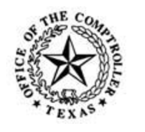 OFFICE OF THE COMPTROLLER
★ TEXAS ★